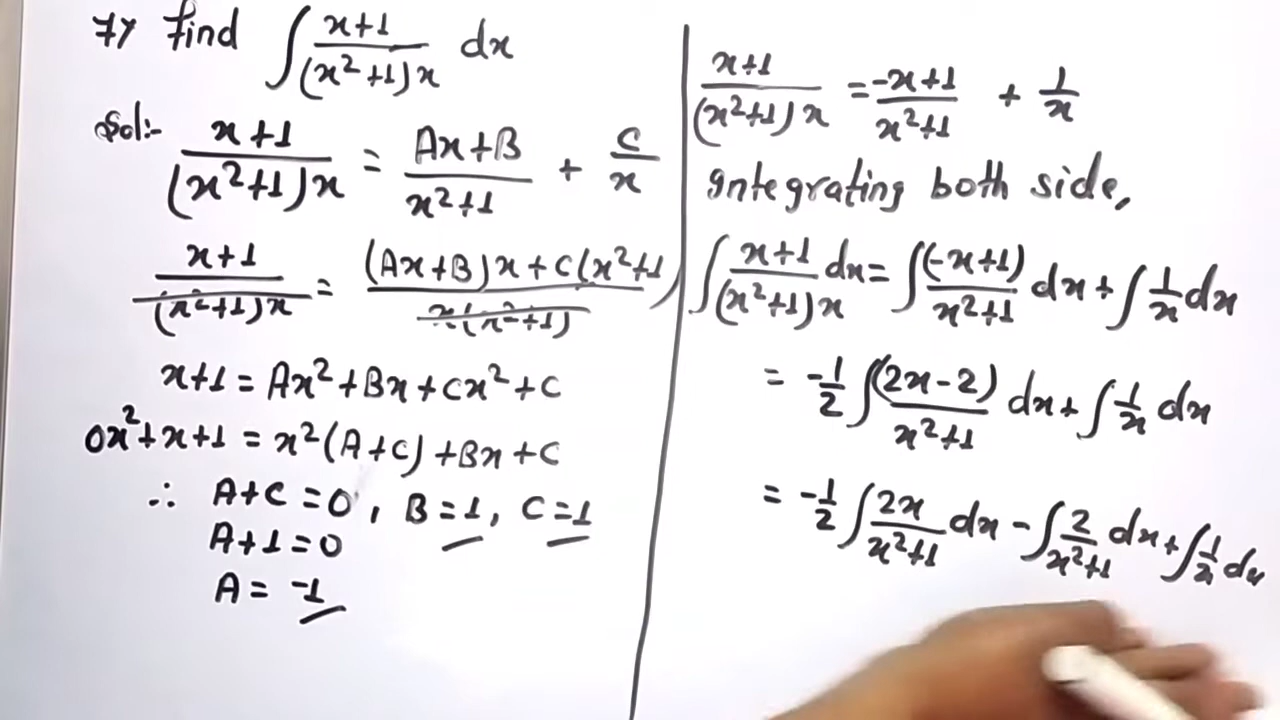 7) Find ∫ x+1/(x²+1)x dx
Sol:- x+1/(x²+1)x = Ax+B/x²+1 + C/x
x+1/(x²+1)x = (Ax+B)x+C(x²+1)/x(x²+1)
x+1 = Ax²+Bx+Cx²+C
0x²+x+1 = x²(A+C)+Bx+C
∴ A+C=0, B=1, C=1
A+1=0
A= -1
x+1/(x²+1)x = -x+1/x²+1 + 1/x
Integrating both side,
∫ x+1/(x²+1)x dx = ∫ (-x+1)/x²+1 dx + ∫ 1/x dx
= -1/2 ∫ (2x-2)/x²+1 dx + ∫ 1/x dx
= -1/2 ∫ 2x/x²+1 dx - ∫ 2/x²+1 dx + ∫ 1/x dx